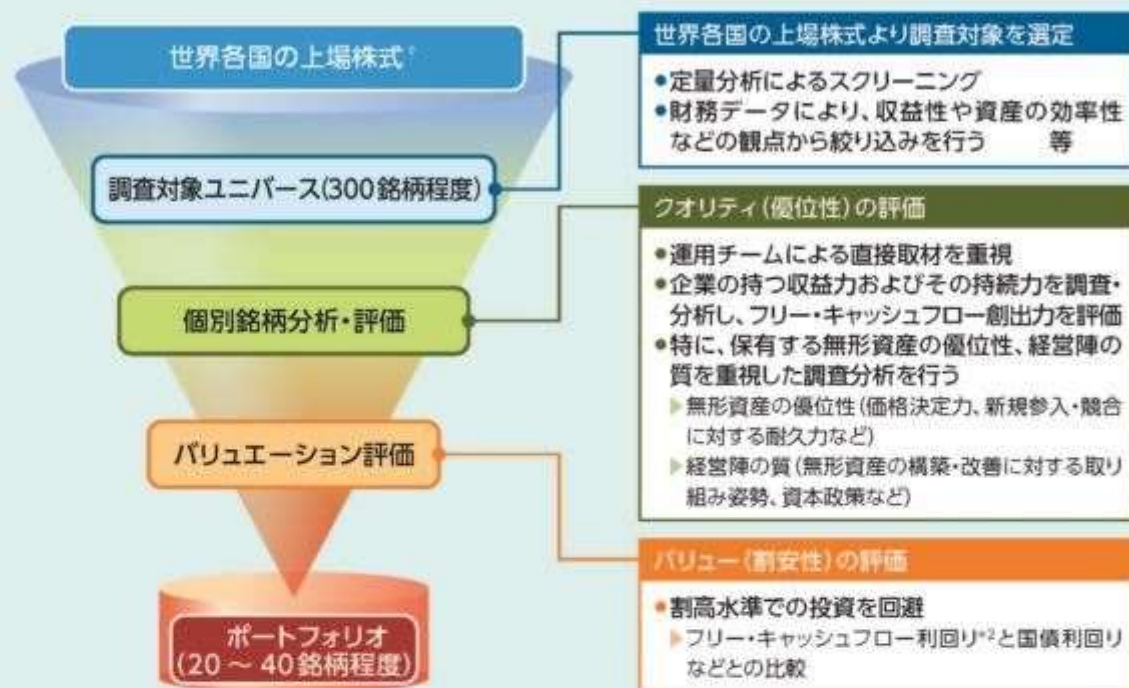 世界各国の上場株式
調査対象ユニバース(300銘柄程度)
個別銘柄分析・評価
バリュエーション評価
ポートフォリオ
(20～40銘柄程度)
世界各国の上場株式より調査対象を選定
●定量分析によるスクリーニング
●財務データにより、収益性や資産の効率性
などの観点から絞り込みを行う 等
クオリティ(優位性)の評価
●運用チームによる直接取材を重視
●企業の持つ収益力およびその持続力を調査・
分析し、フリー・キャッシュフロー創出力を評価
●特に、保有する無形資産の優位性、経営陣の
質を重視した調査分析を行う
▶無形資産の優位性(価格決定力、新規参入・競合
に対する耐久力など)
▶経営陣の質(無形資産の構築・改善に対する取り
組み姿勢、資本政策など)
バリュー(割安性)の評価
●割高水準での投資を回避
▶フリー・キャッシュフロー利回り*2と国債利回り
などとの比較